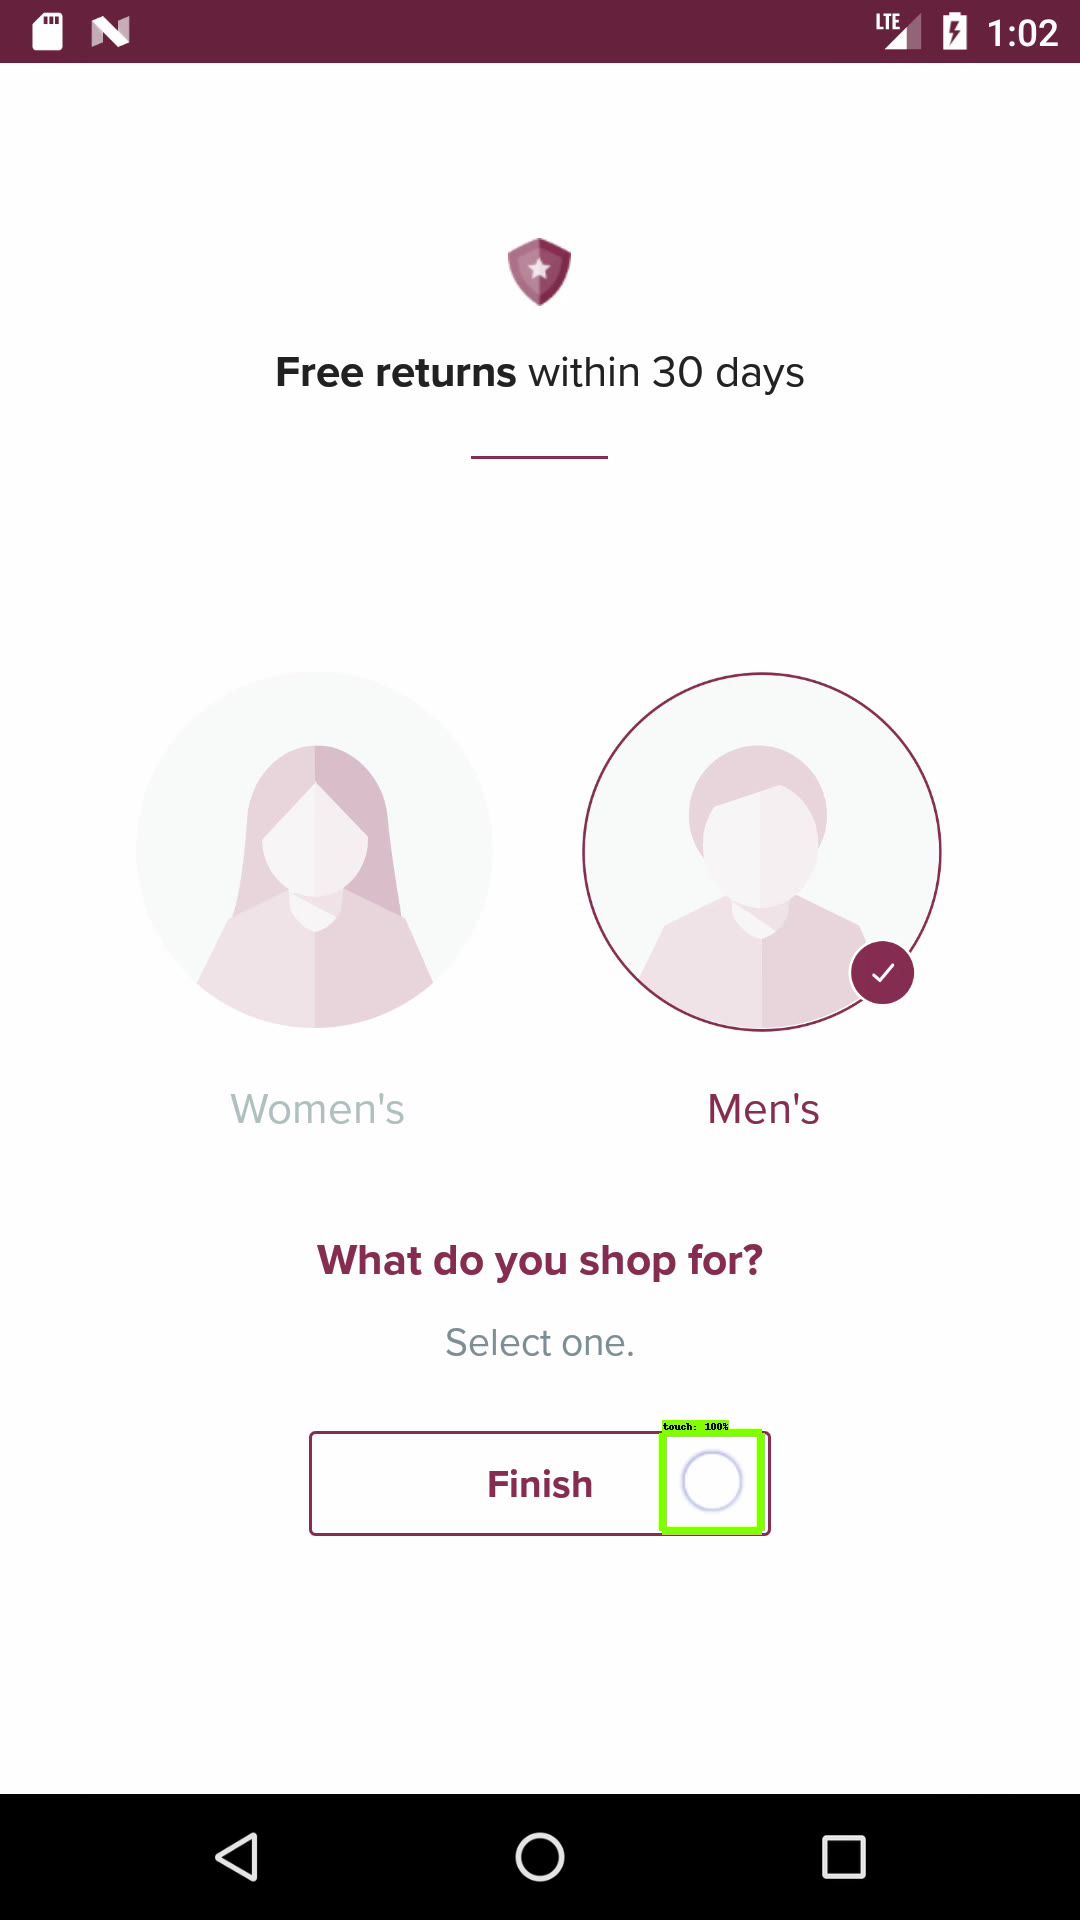 LTE 1:02
Free returns within 30 days
Women's
Men's
What do you shop for?
Select one.
touch: 100%
Finish